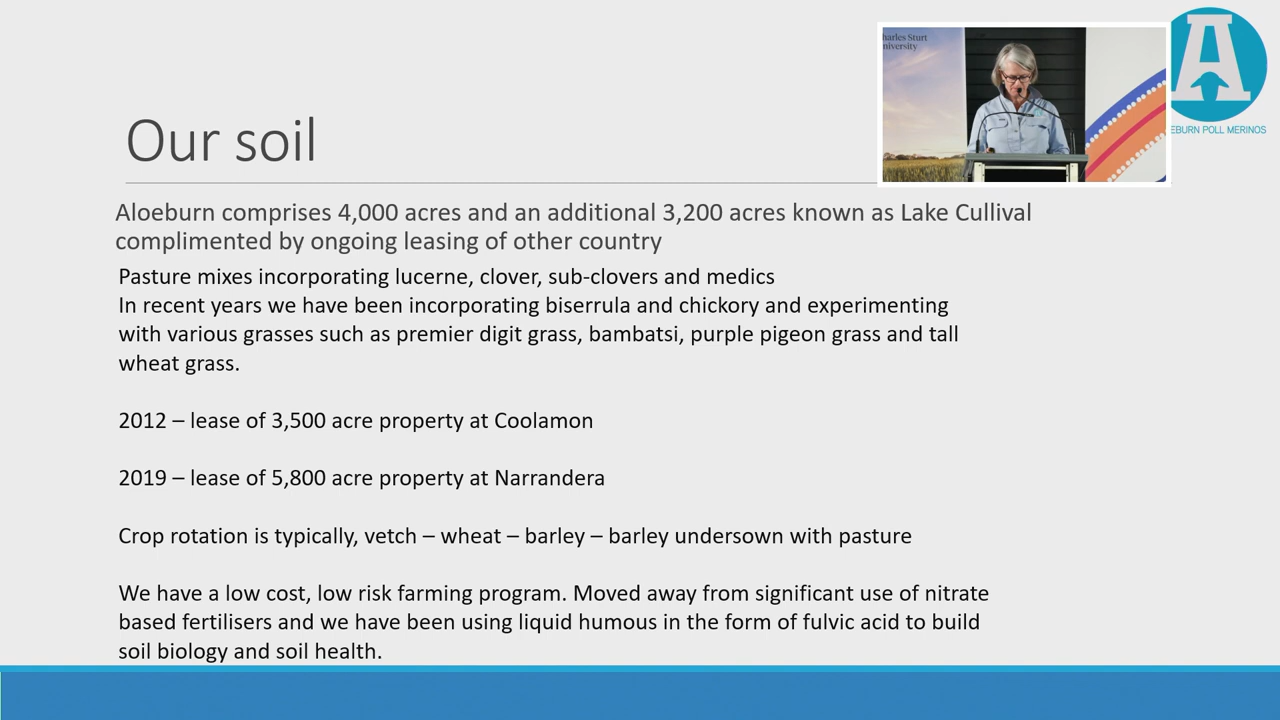 harles Sturt
niversity
EBURN POLL MERINOS
Our soil
Aloeburn comprises 4,000 acres and an additional 3,200 acres known as Lake Cullival
complimented by ongoing leasing of other country
Pasture mixes incorporating lucerne, clover, sub-clovers and medics
In recent years we have been incorporating biserrula and chickory and experimenting
with various grasses such as premier digit grass, bambatsi, purple pigeon grass and tall
wheat grass.
2012 – lease of 3,500 acre property at Coolamon
2019 – lease of 5,800 acre property at Narrandera
Crop rotation is typically, vetch – wheat – barley – barley undersown with pasture
We have a low cost, low risk farming program. Moved away from significant use of nitrate
based fertilisers and we have been using liquid humous in the form of fulvic acid to build
soil biology and soil health.